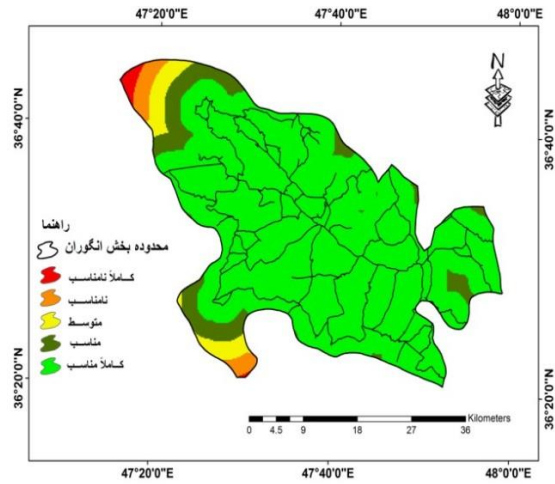 47°20'0"E 47°40'0"E 48°0'0"E
N
36°40'0"N 36°40'0"N
راهنما
محدوده بخش انگوران
کاملاً نامناسب
نامناسب
متوسط
مناسب
کاملاً مناسب
36°20'0"N 36°20'0"N
Kilometers
0 4.5 9 18 27 36
47°20'0"E 47°40'0"E 48°0'0"E